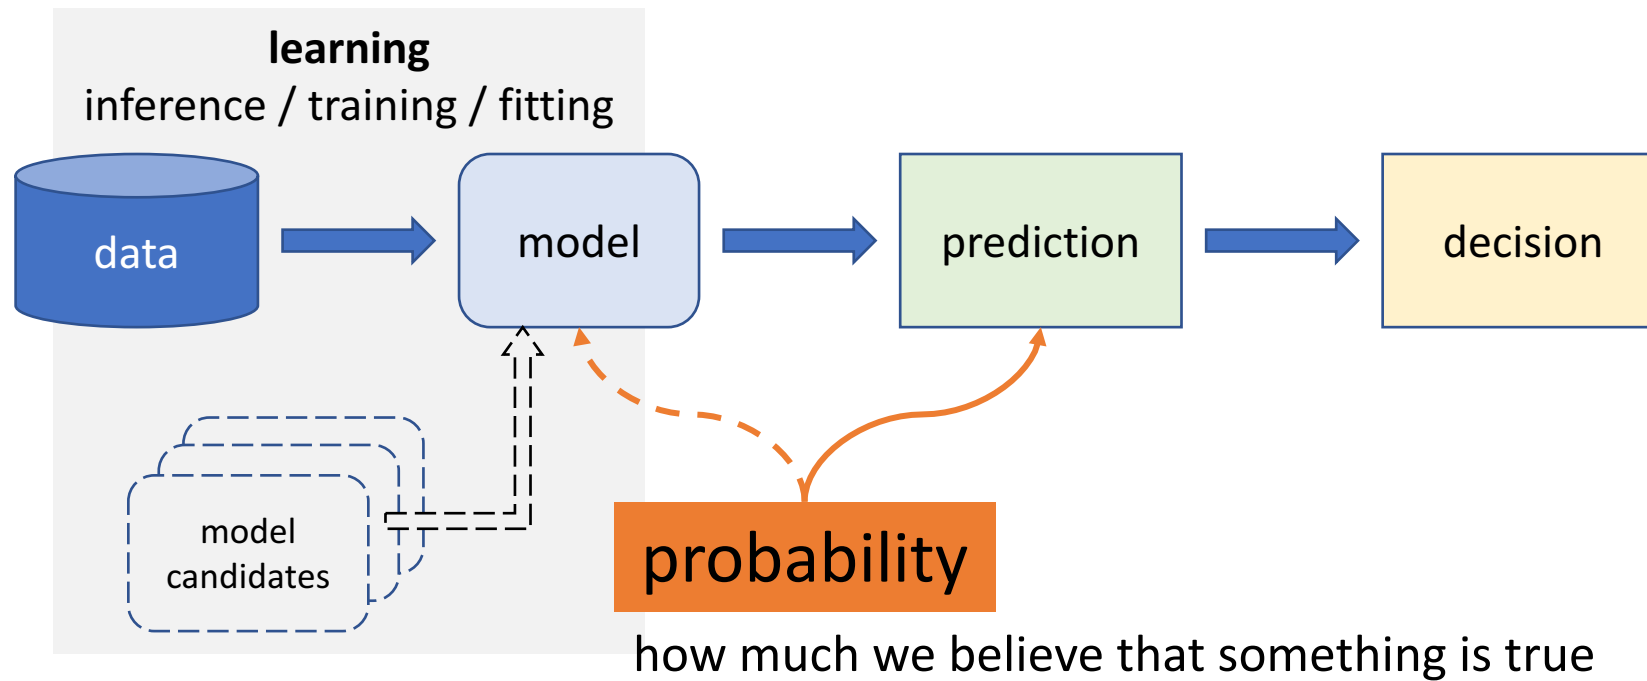 learning
inference / training / fitting
data
model
prediction
decision
model
candidates
probability
how much we believe that something is true